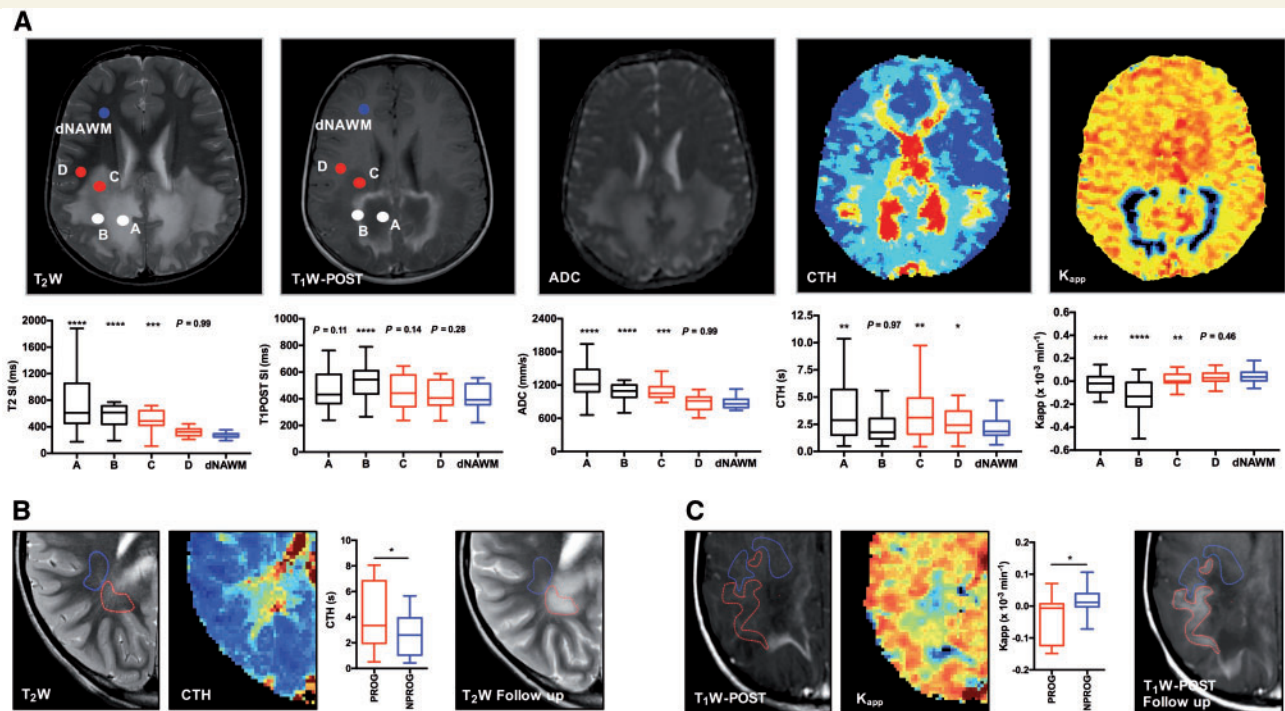 A
dNAWM
D
C
B
A
T2W
dNAWM
D
C
B
A
T1W-POST
ADC
CTH
Kapp
T2 SI (ms)
2000
1600
1200
800
400
0
**** **** *** P = 0.99
A B C D dNAWM
T1POST SI (ms)
1000
800
600
400
200
0
P = 0.11 **** P = 0.14 P = 0.28
A B C D dNAWM
ADC (mm/s)
2400
1800
1200
600
0
**** **** *** P = 0.99
A B C D dNAWM
CTH (s)
12.5
10.0
7.5
5.0
2.5
0.0
** P = 0.97 ** *
A B C D dNAWM
Kapp (x 10-3 min-1)
0.6
0.4
0.2
-0.0
-0.2
-0.4
-0.6
*** **** ** P = 0.46
A B C D dNAWM
B
T2W
CTH
CTH (s)
10
8
6
4
2
0
*
PROG
NPROG
T2W Follow up
C
T1W-POST
Kapp
Kapp (x 10-3 min-1)
0.2
0.1
0.0
-0.1
-0.2
*
PROG
NPROG
T1W-POST
Follow up